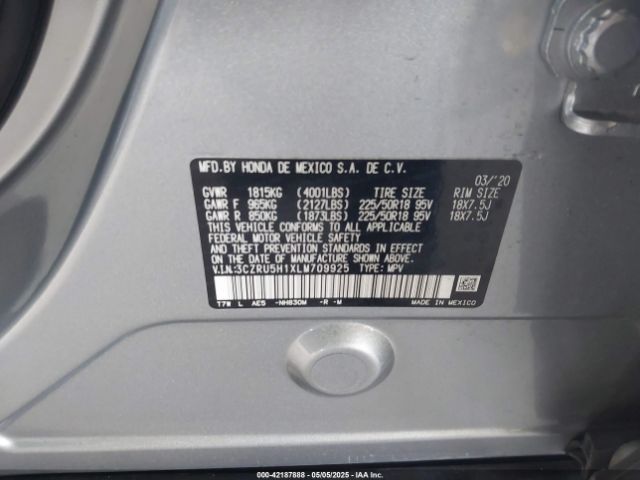 MFD.BY HONDA DE MEXICO S.A. DE C.V.
03/'20
GVWR 1815KG (4001LBS) TIRE SIZE RIM SIZE
GAWR F 965KG (2127LBS) 225/50R18 95V 18X7.5J
GAWR R 850KG (1873LBS) 225/50R18 95V 18X7.5J
THIS VEHICLE CONFORMS TO ALL APPLICABLE
FEDERAL MOTOR VEHICLE SAFETY
AND THEFT PREVENTION STANDARDS IN EFFECT
ON THE DATE OF MANUFACTURE SHOWN ABOVE.
V.I.N:3CZRU5H1XLM709925 TYPE: MPV
T7W L AE5 -NH830M -R -M MADE IN MEXICO
000-42187888 - 05/05/2025 - IAA Inc.